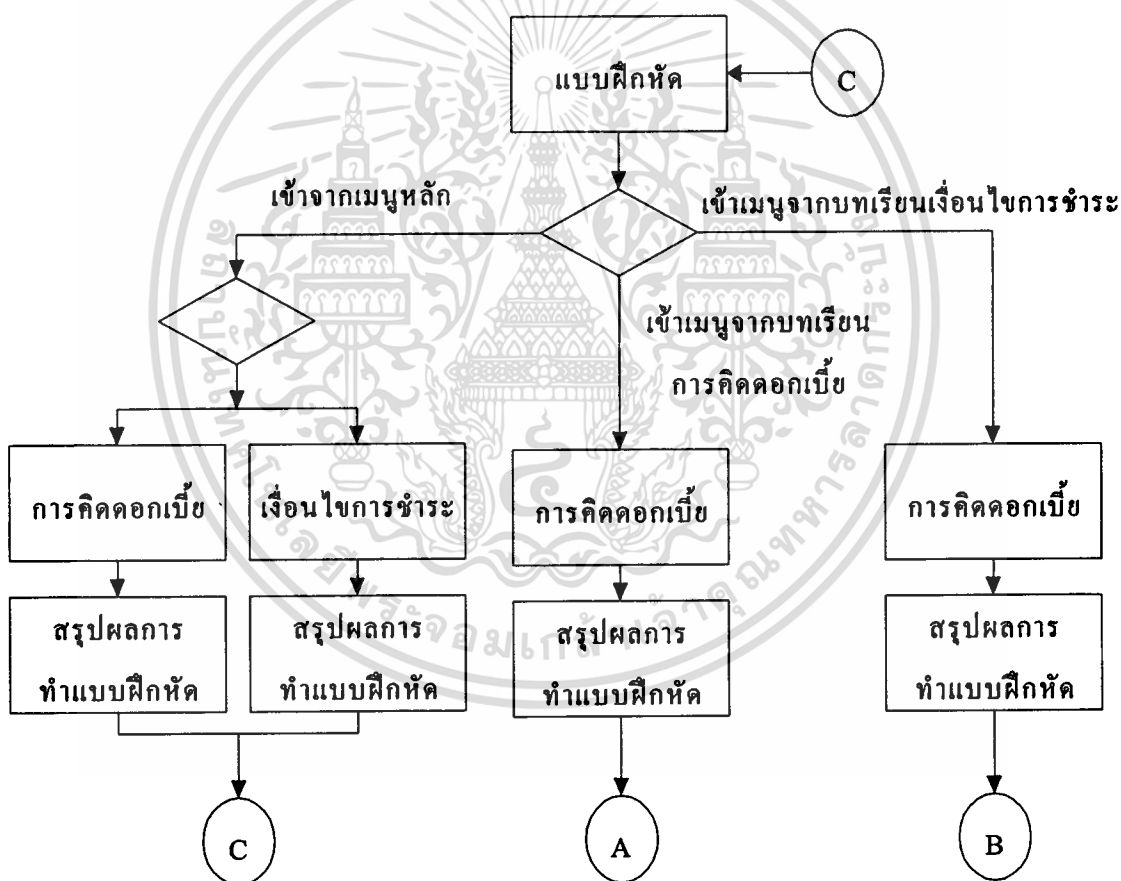 แบบฝึกหัด
C
เข้าจากเมนูหลัก
เข้าเมนูจากบทเรียนเงื่อนไขการชำระ
เข้าเมนูจากบทเรียน
การคิดดอกเบี้ย
การคิดดอกเบี้ย
เงื่อนไขการชำระ
การคิดดอกเบี้ย
การคิดดอกเบี้ย
สรุปผลการ
ทำแบบฝึกหัด
สรุปผลการ
ทำแบบฝึกหัด
สรุปผลการ
ทำแบบฝึกหัด
สรุปผลการ
ทำแบบฝึกหัด
C
A
B